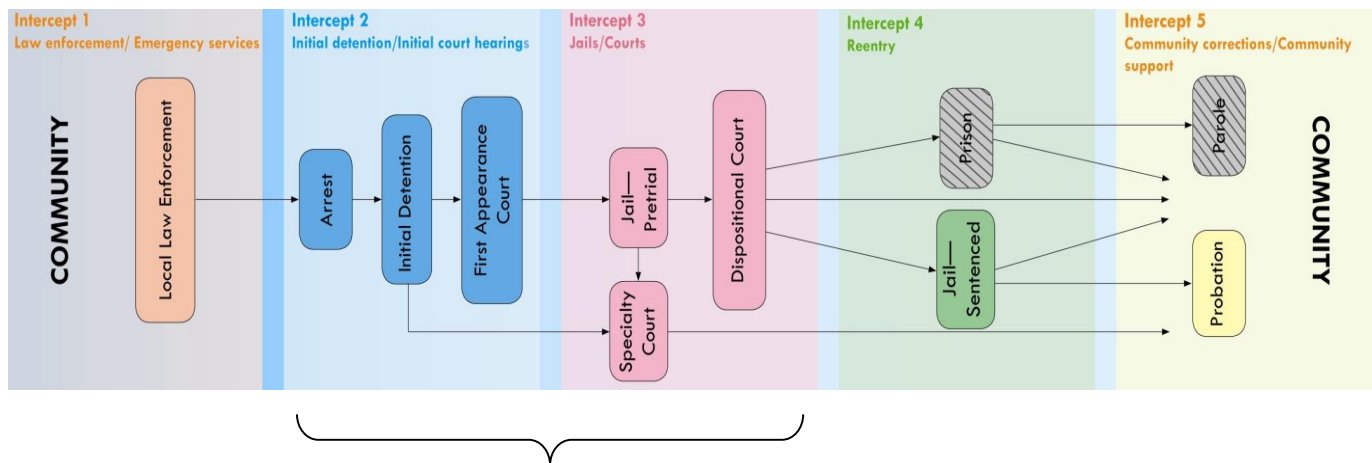 Intercept 1
Law enforcement/ Emergency services
Intercept 2
Initial detention/Initial court hearings
Intercept 3
Jails/Courts
Intercept 4
Reentry
Intercept 5
Community corrections/Community
support
COMMUNITY
Local Law Enforcement
Arrest
Initial Detention
First Appearance
Court
Jail—
Pretrial
Specialty
Court
Dispositional Court
Prison
Jail—
Sentenced
Parole
Probation
COMMUNITY